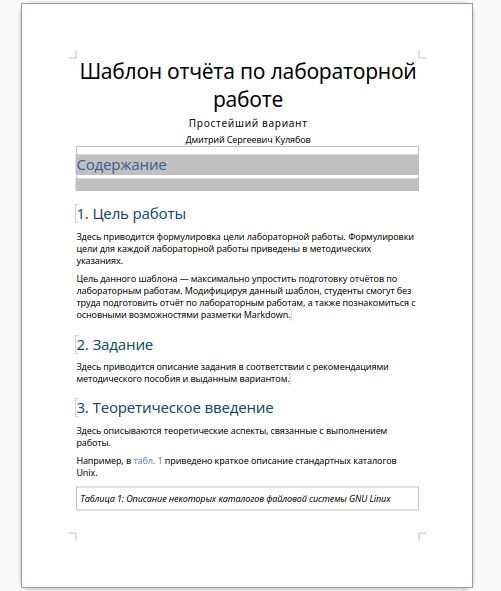 Шаблон отчёта по лабораторной
работе
Простейший вариант
Дмитрий Сергеевич Кулябов
Содержание
1. Цель работы
Здесь приводится формулировка цели лабораторной работы. Формулировки
цели для каждой лабораторной работы приведены в методических
указаниях.
Цель данного шаблона — максимально упростить подготовку отчётов по
лабораторным работам. Модифицируя данный шаблон, студенты смогут без
труда подготовить отчёт по лабораторным работам, а также познакомиться с
основными возможностями разметки Markdown.
2. Задание
Здесь приводится описание задания в соответствии с рекомендациями
методического пособия и выданным вариантом.
3. Теоретическое введение
Здесь описываются теоретические аспекты, связанные с выполнением
работы.
Например, в табл. 1 приведено краткое описание стандартных каталогов
Unix.
Таблица 1: Описание некоторых каталогов файловой системы GNU Linux